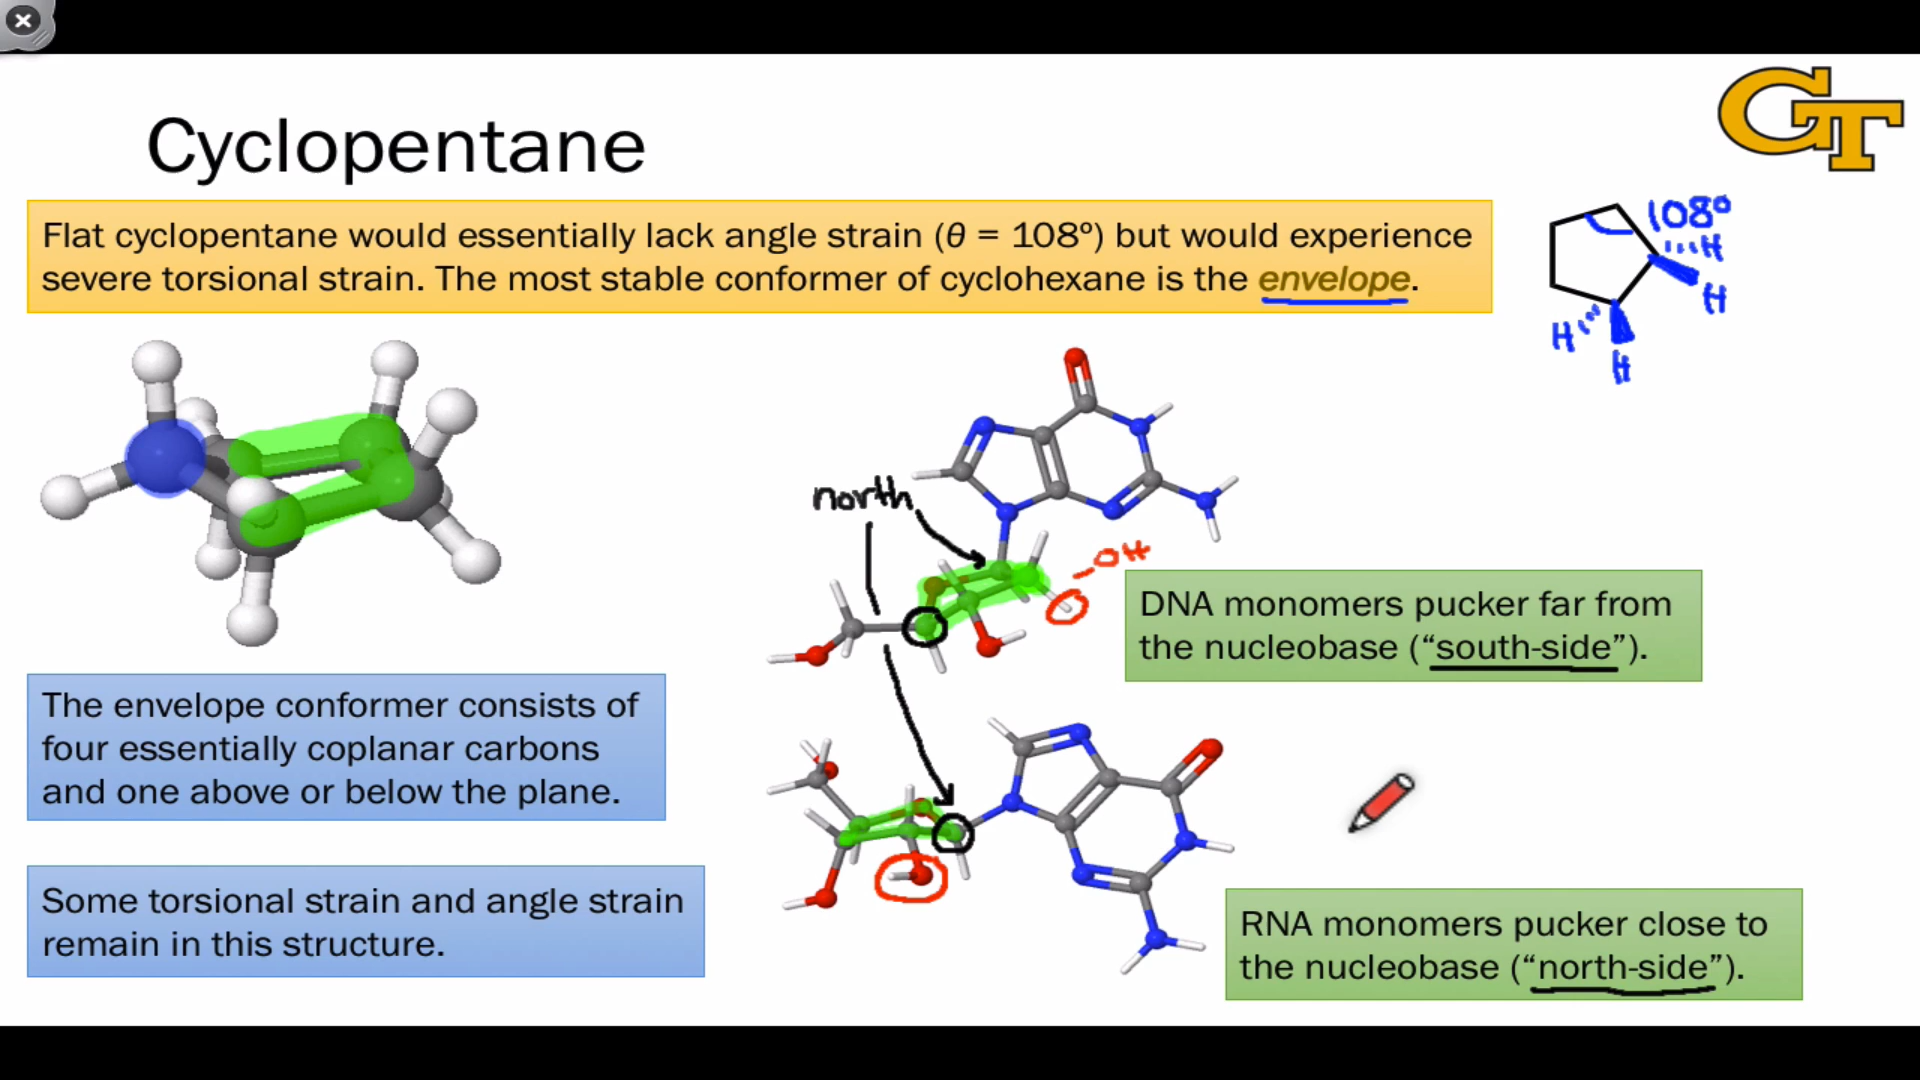 GT
Cyclopentane
Flat cyclopentane would essentially lack angle strain (θ = 108º) but would experience
severe torsional strain. The most stable conformer of cyclohexane is the envelope.
108º
H
H
H
H
north
-OH
DNA monomers pucker far from
the nucleobase (“south-side”).
The envelope conformer consists of
four essentially coplanar carbons
and one above or below the plane.
Some torsional strain and angle strain
remain in this structure.
RNA monomers pucker close to
the nucleobase (“north-side”).